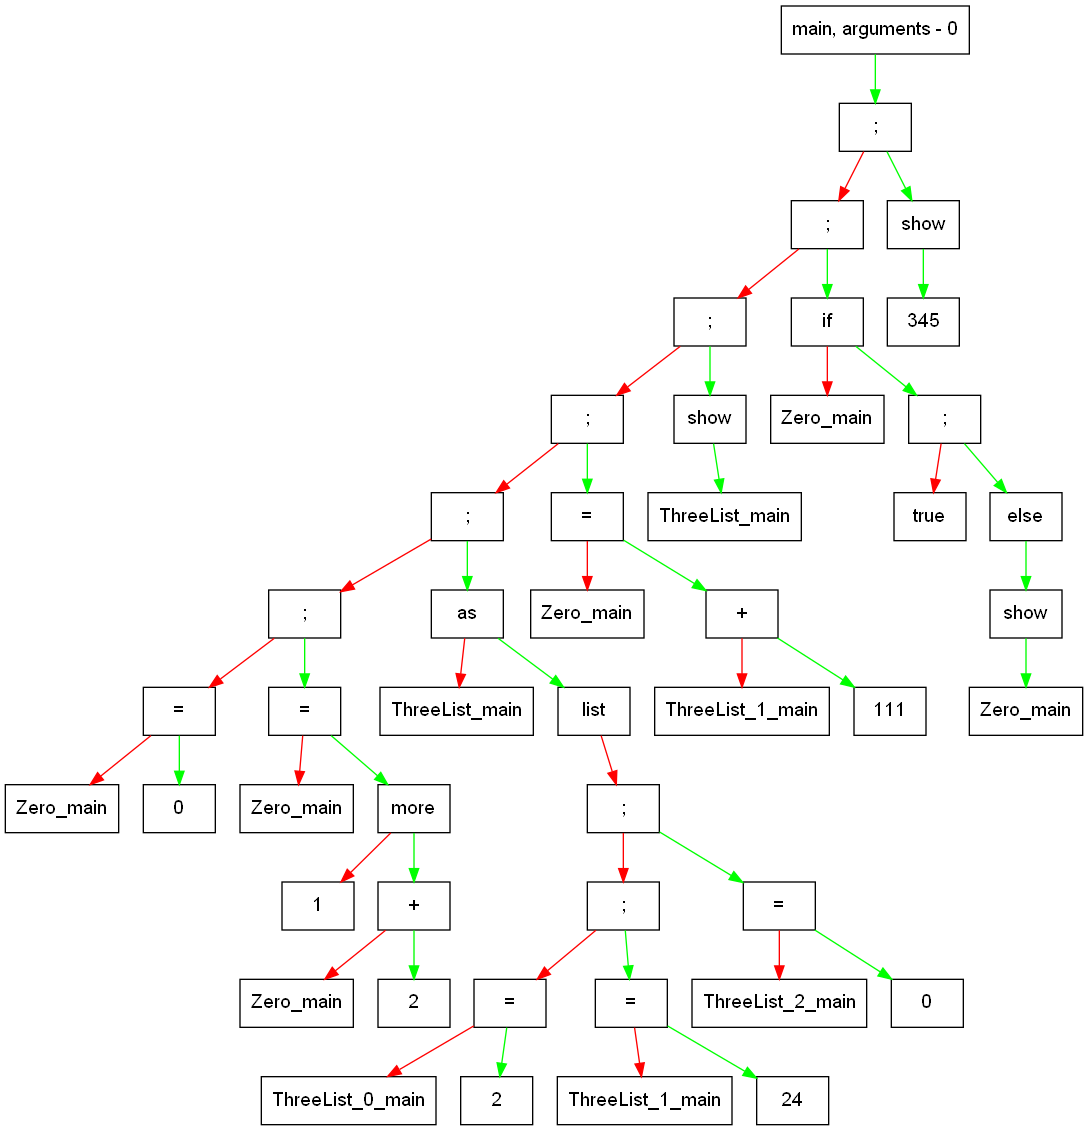 main, arguments - 0
;
;
show
;
if
345
;
show
Zero_main
;
;
=
ThreeList_main
true
else
;
as
Zero_main
+
show
=
=
ThreeList_main
list
ThreeList_1_main
111
Zero_main
Zero_main
0
Zero_main
more
;
1
+
;
=
Zero_main
2
=
=
ThreeList_2_main
0
ThreeList_0_main
2
ThreeList_1_main
24